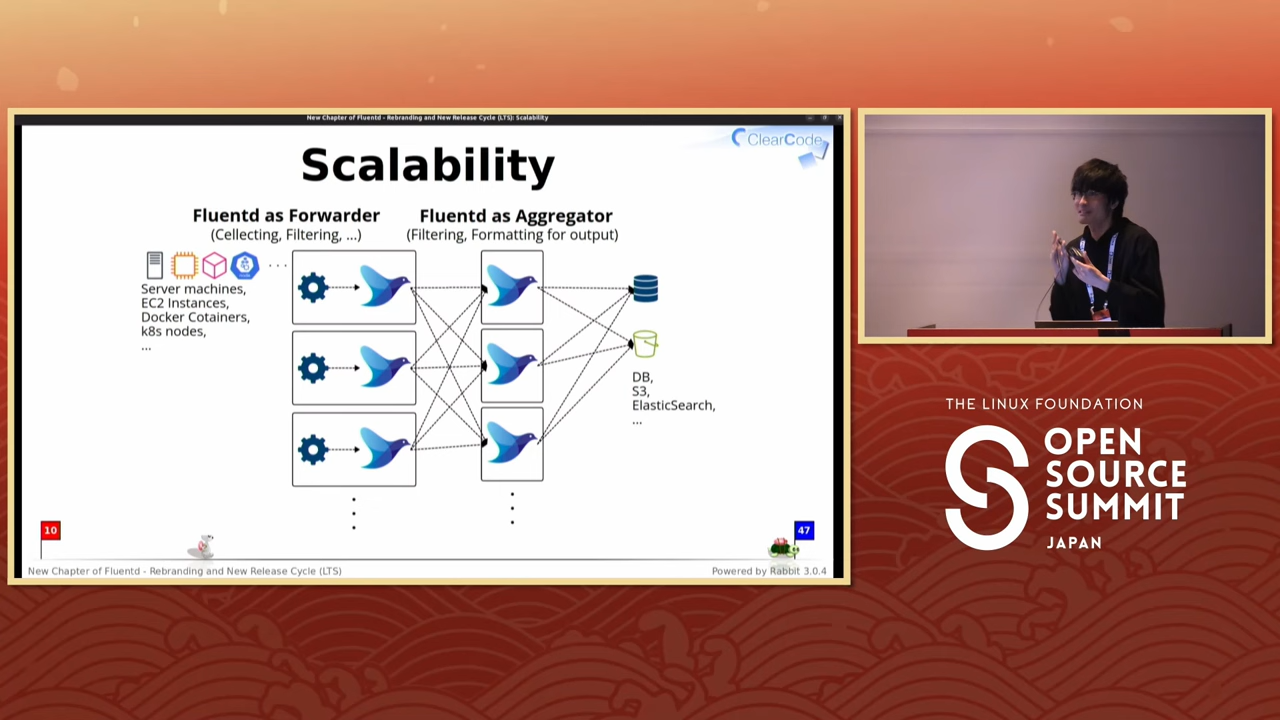 New Chapter of Fluentd - Rebranding and New Release Cycle (LTS): Scalability
ClearCode
Scalability
Fluentd as Forwarder
(Cellecting, Filtering, ...)
Fluentd as Aggregator
(Filtering, Formatting for output)
. . .
Server machines,
EC2 Instances,
Docker Cotainers,
k8s nodes,
...
DB,
S3,
ElasticSearch,
...
10
47
New Chapter of Fluentd - Rebranding and New Release Cycle (LTS)
Powered by Rabbit 3.0.4
THE LINUX FOUNDATION
OPEN
SOURCE
SUMMIT
JAPAN